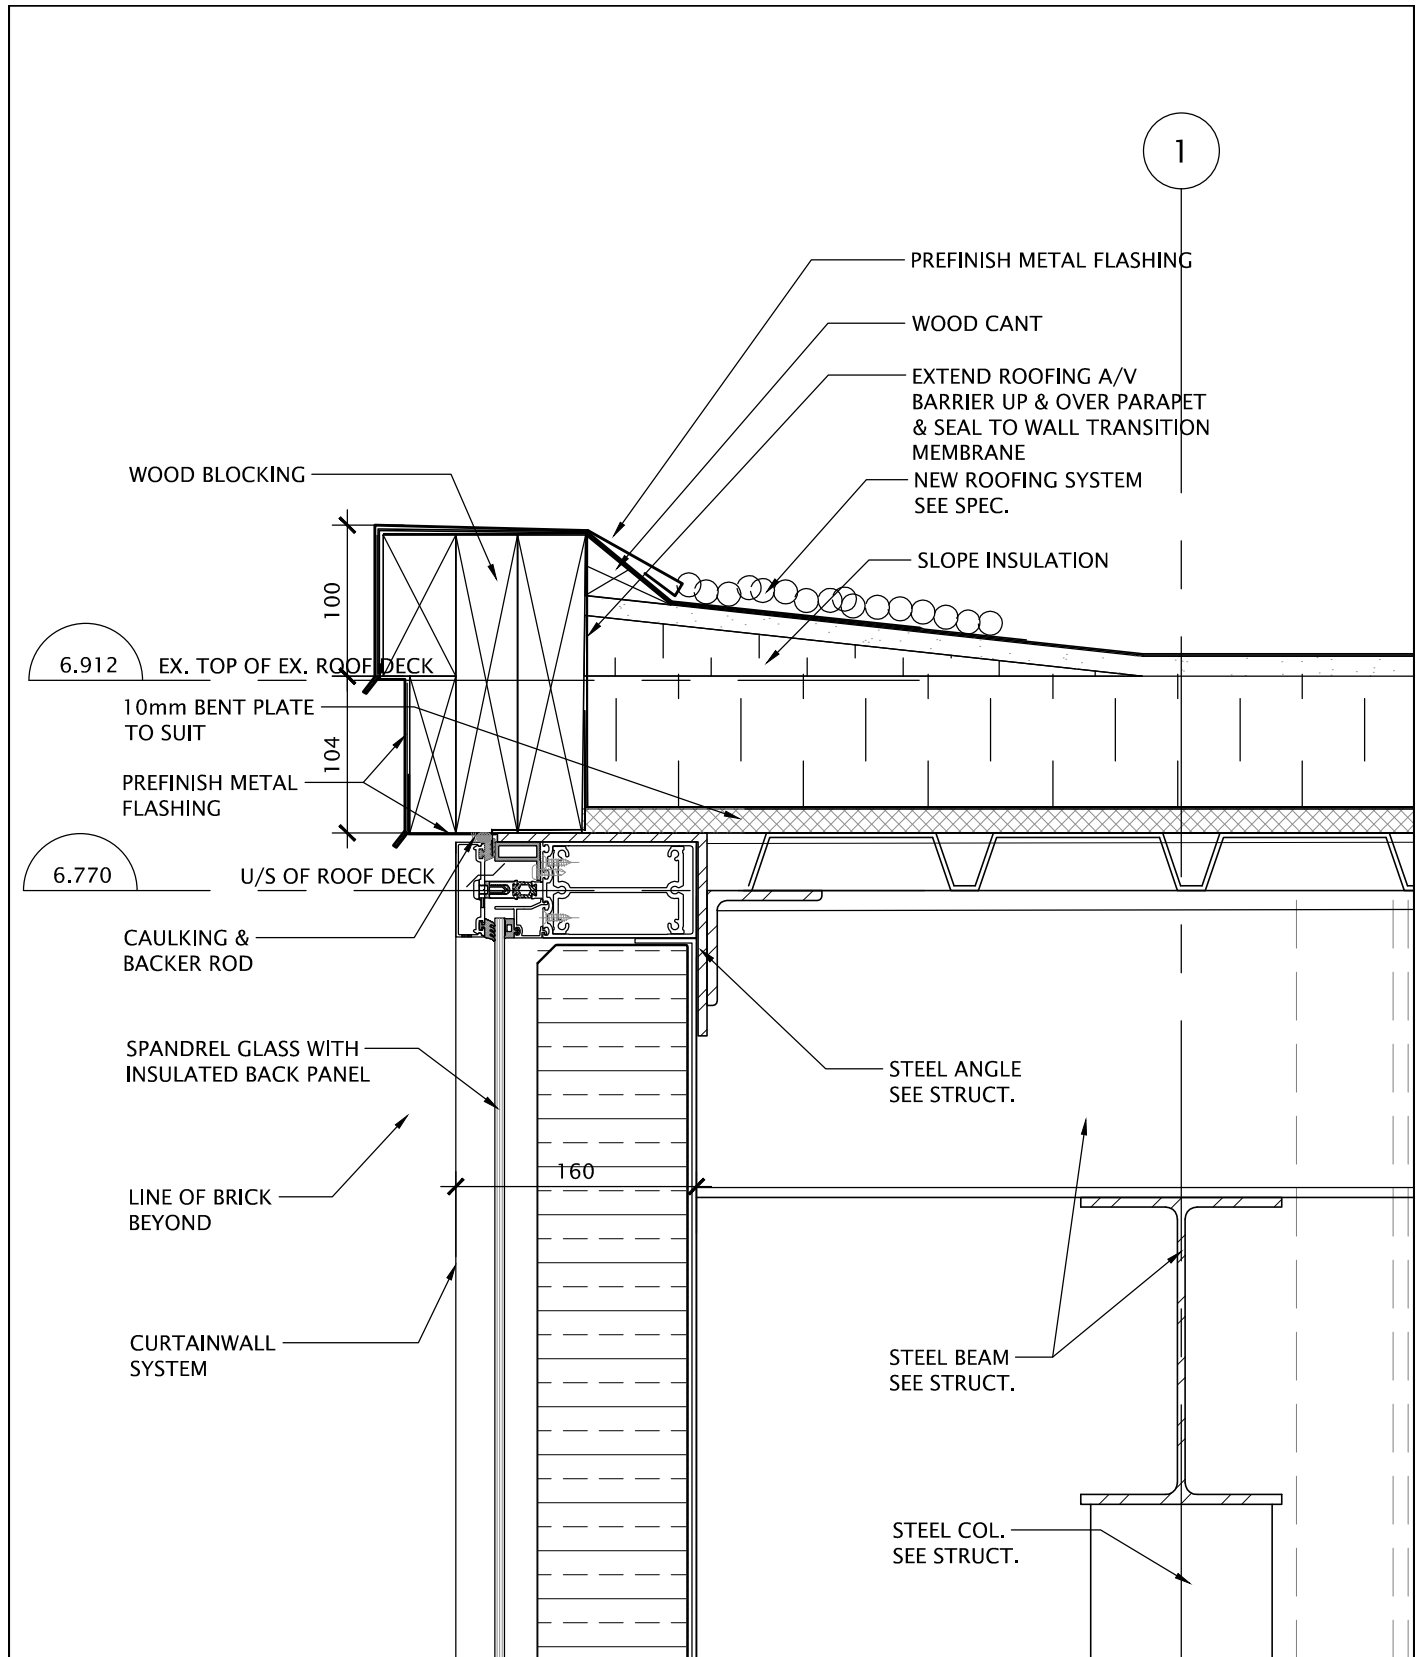 1
PREFINISH METAL FLASHING
WOOD CANT
EXTEND ROOFING A/V
BARRIER UP & OVER PARAPET
& SEAL TO WALL TRANSITION
MEMBRANE
NEW ROOFING SYSTEM
SEE SPEC.
SLOPE INSULATION
WOOD BLOCKING
100
6.912 EX. TOP OF EX. ROOF DECK
10mm BENT PLATE
TO SUIT
104
PREFINISH METAL
FLASHING
6.770 U/S OF ROOF DECK
CAULKING &
BACKER ROD
SPANDREL GLASS WITH
INSULATED BACK PANEL
STEEL ANGLE
SEE STRUCT.
160
LINE OF BRICK
BEYOND
CURTAINWALL
SYSTEM
STEEL BEAM
SEE STRUCT.
STEEL COL.
SEE STRUCT.